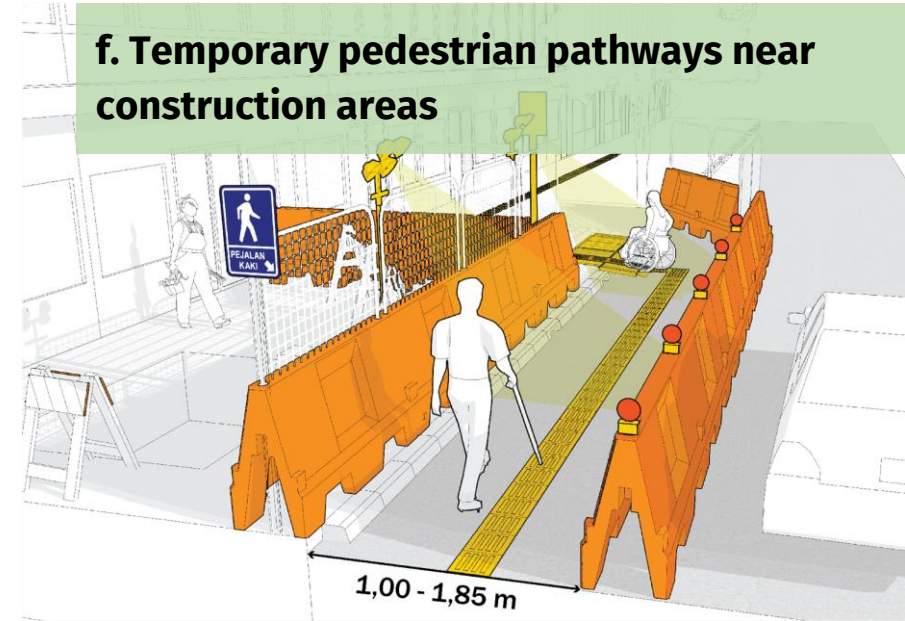 f. Temporary pedestrian pathways near
construction areas
PEJALAN
KAKI
1,00 - 1,85 m